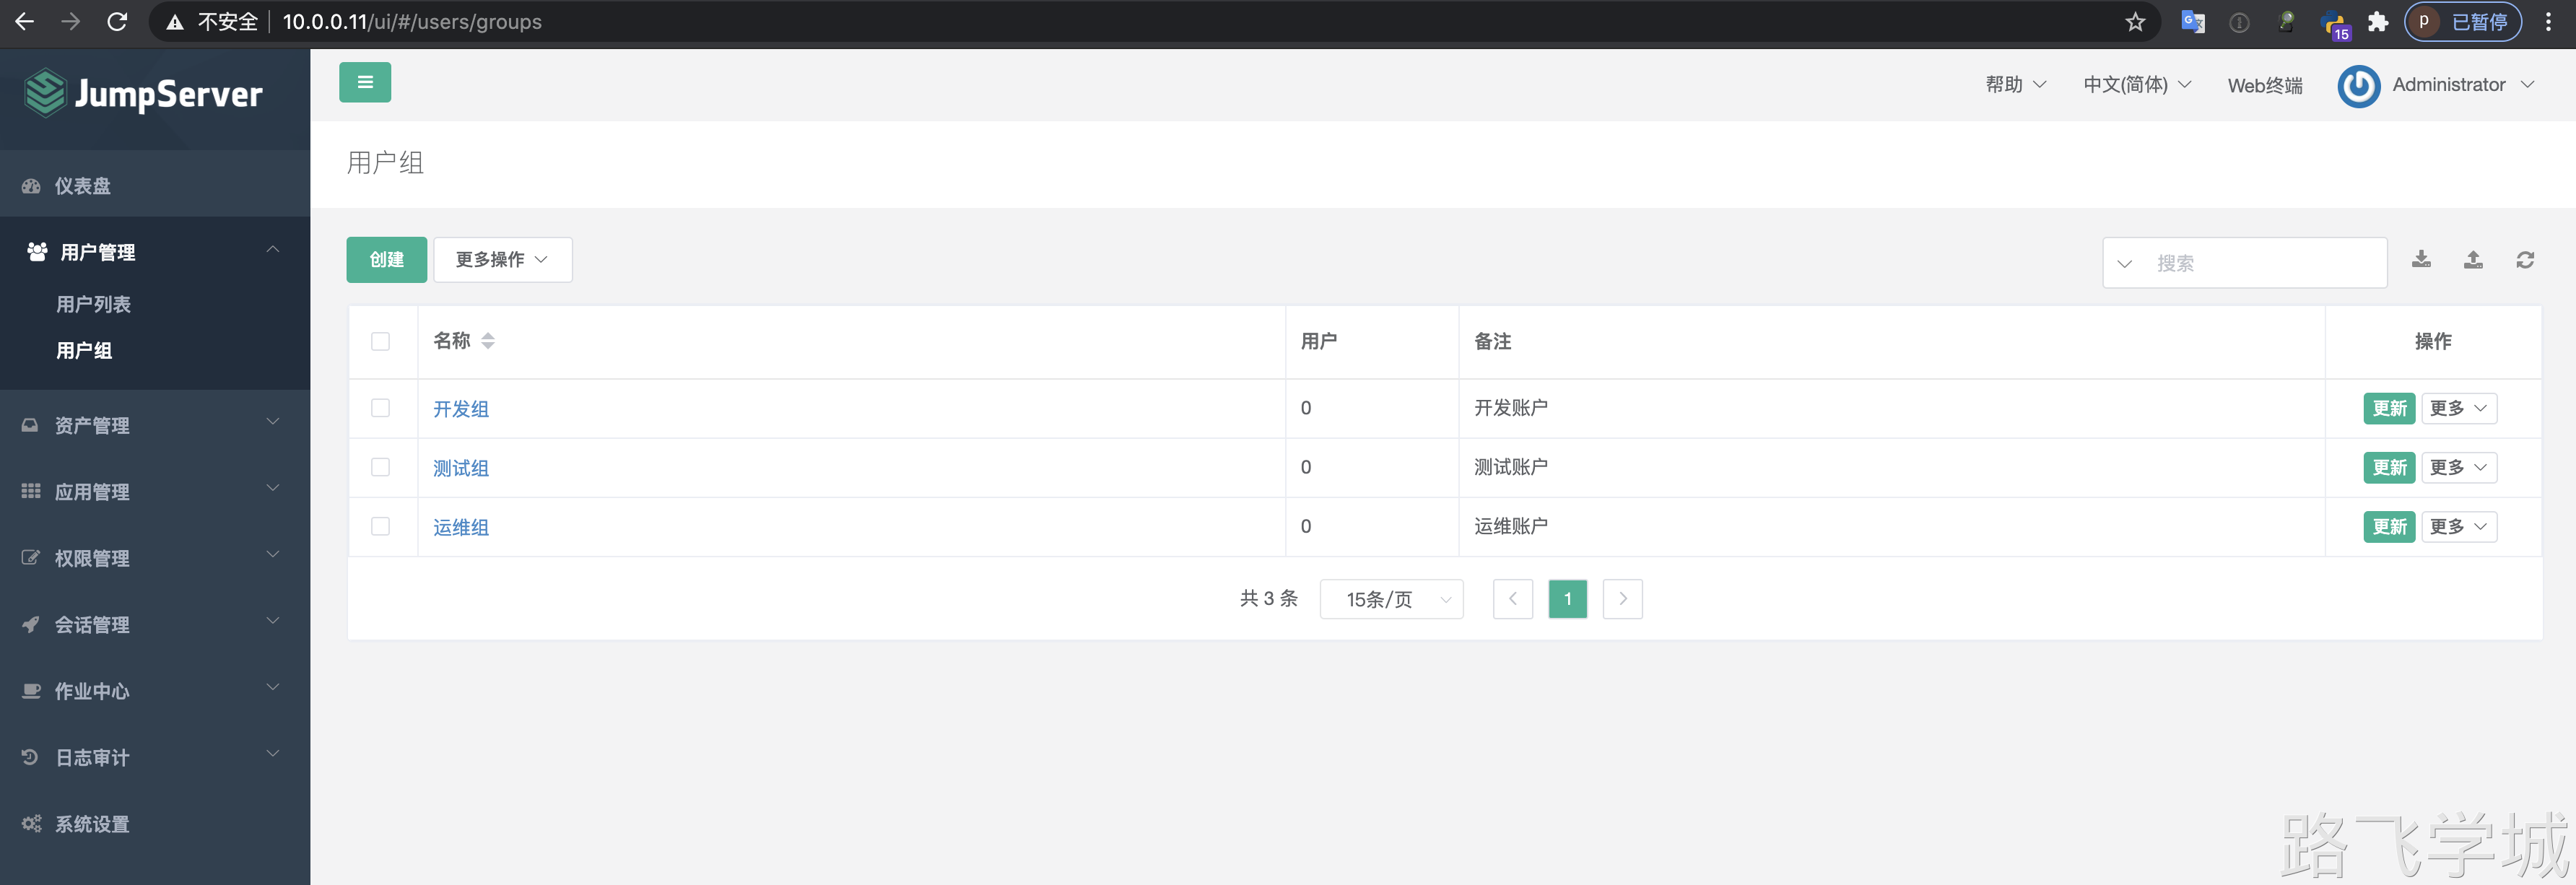 不安全 10.0.0.11/ui/#/users/groups
15
p 已暂停
JumpServer
帮助 中文(简体) Web终端 Administrator
仪表盘
用户管理
用户列表
用户组
资产管理
应用管理
权限管理
会话管理
作业中心
日志审计
系统设置
用户组
创建 更多操作 搜索
名称 用户 备注 操作
开发组 0 开发账户 更新 更多
测试组 0 测试账户 更新 更多
运维组 0 运维账户 更新 更多
共 3 条 15条/页 1
路飞学城